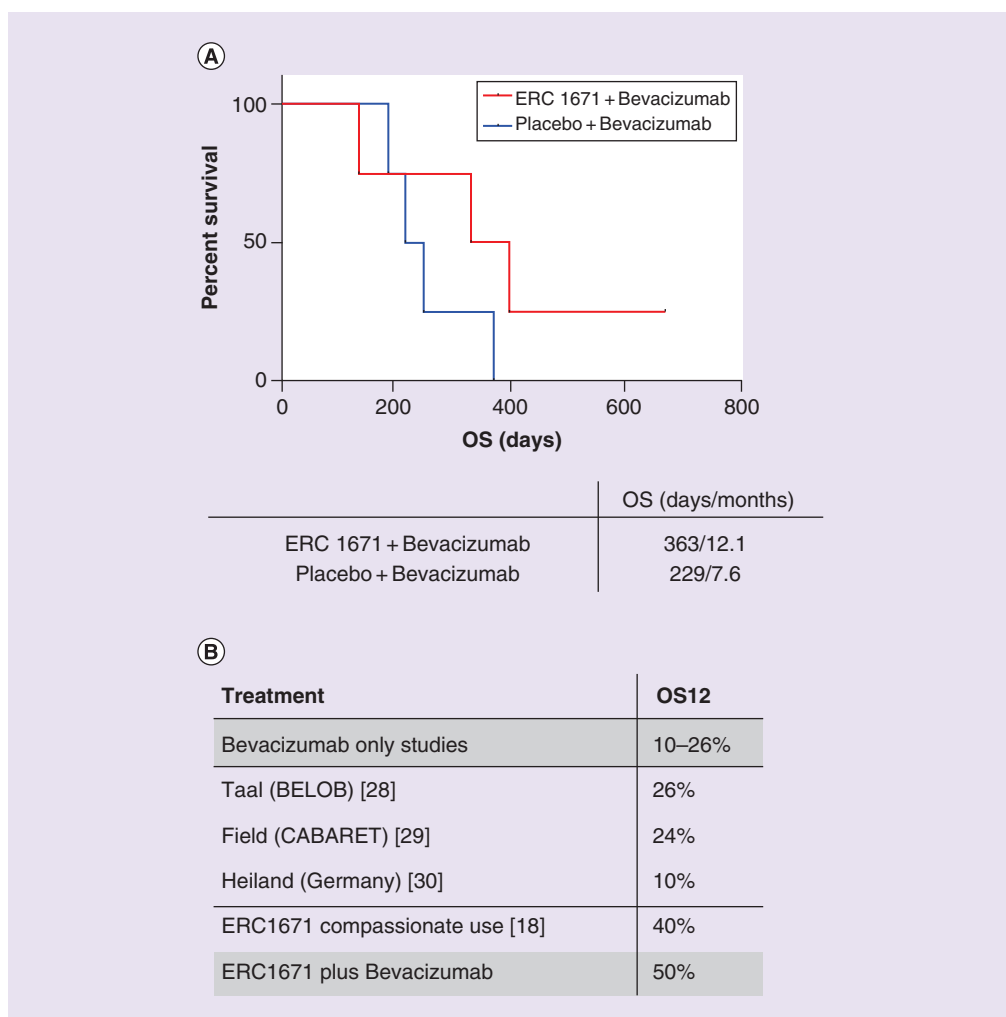 A
ERC 1671 + Bevacizumab
Placebo + Bevacizumab
Percent survival
100
50
0
0 200 400 600 800
OS (days)
OS (days/months)
ERC 1671 + Bevacizumab 363/12.1
Placebo + Bevacizumab 229/7.6
B
Treatment OS12
Bevacizumab only studies 10–26%
Taal (BELOB) [28] 26%
Field (CABARET) [29] 24%
Heiland (Germany) [30] 10%
ERC1671 compassionate use [18] 40%
ERC1671 plus Bevacizumab 50%